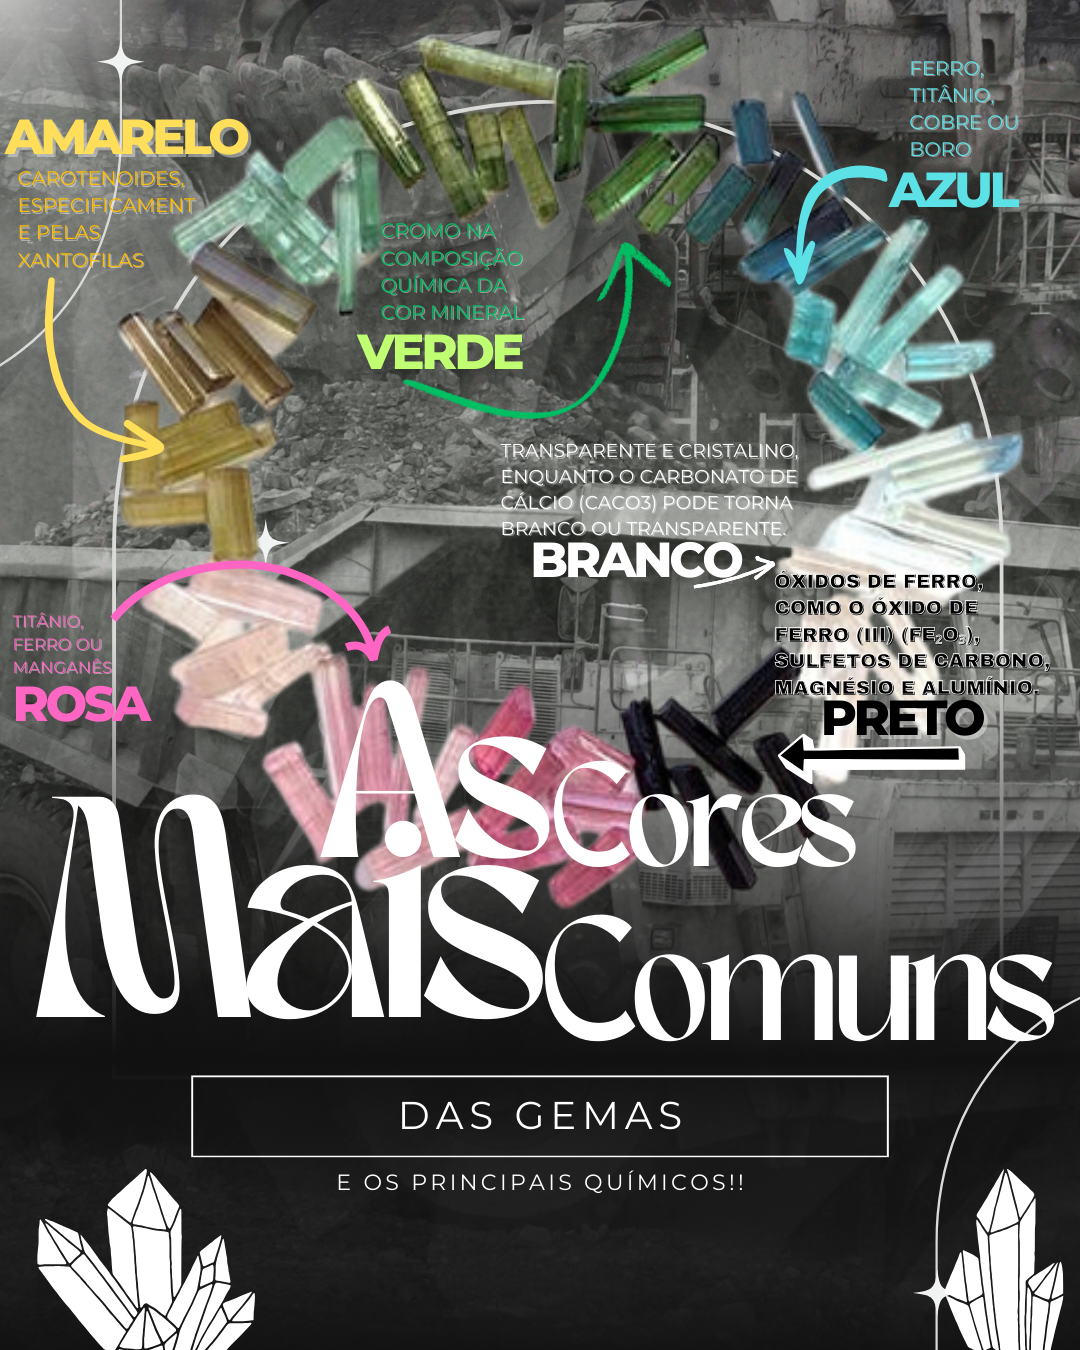 FERRO,
TITÂNIO,
COBRE OU
BORO
AZUL
AMARELO
CAROTENOIDES,
ESPECIFICAMENT
E PELAS
XANTOFILAS
CROMO NA
COMPOSIÇÃO
QUÍMICA DA
COR MINERAL
VERDE
TRANSPARENTE E CRISTALINO,
ENQUANTO O CARBONATO DE
CÁLCIO (CACO3) PODE TORNA
BRANCO OU TRANSPARENTE.
BRANCO
ÓXIDOS DE FERRO,
COMO O ÓXIDO DE
FERRO (III) (FE₂O₃),
SULFETOS DE CARBONO,
MAGNÉSIO E ALUMÍNIO.
PRETO
TITÂNIO,
FERRO OU
MANGANÊS
ROSA
As Cores
Mais Comuns
DAS GEMAS
E OS PRINCIPAIS QUÍMICOS!!